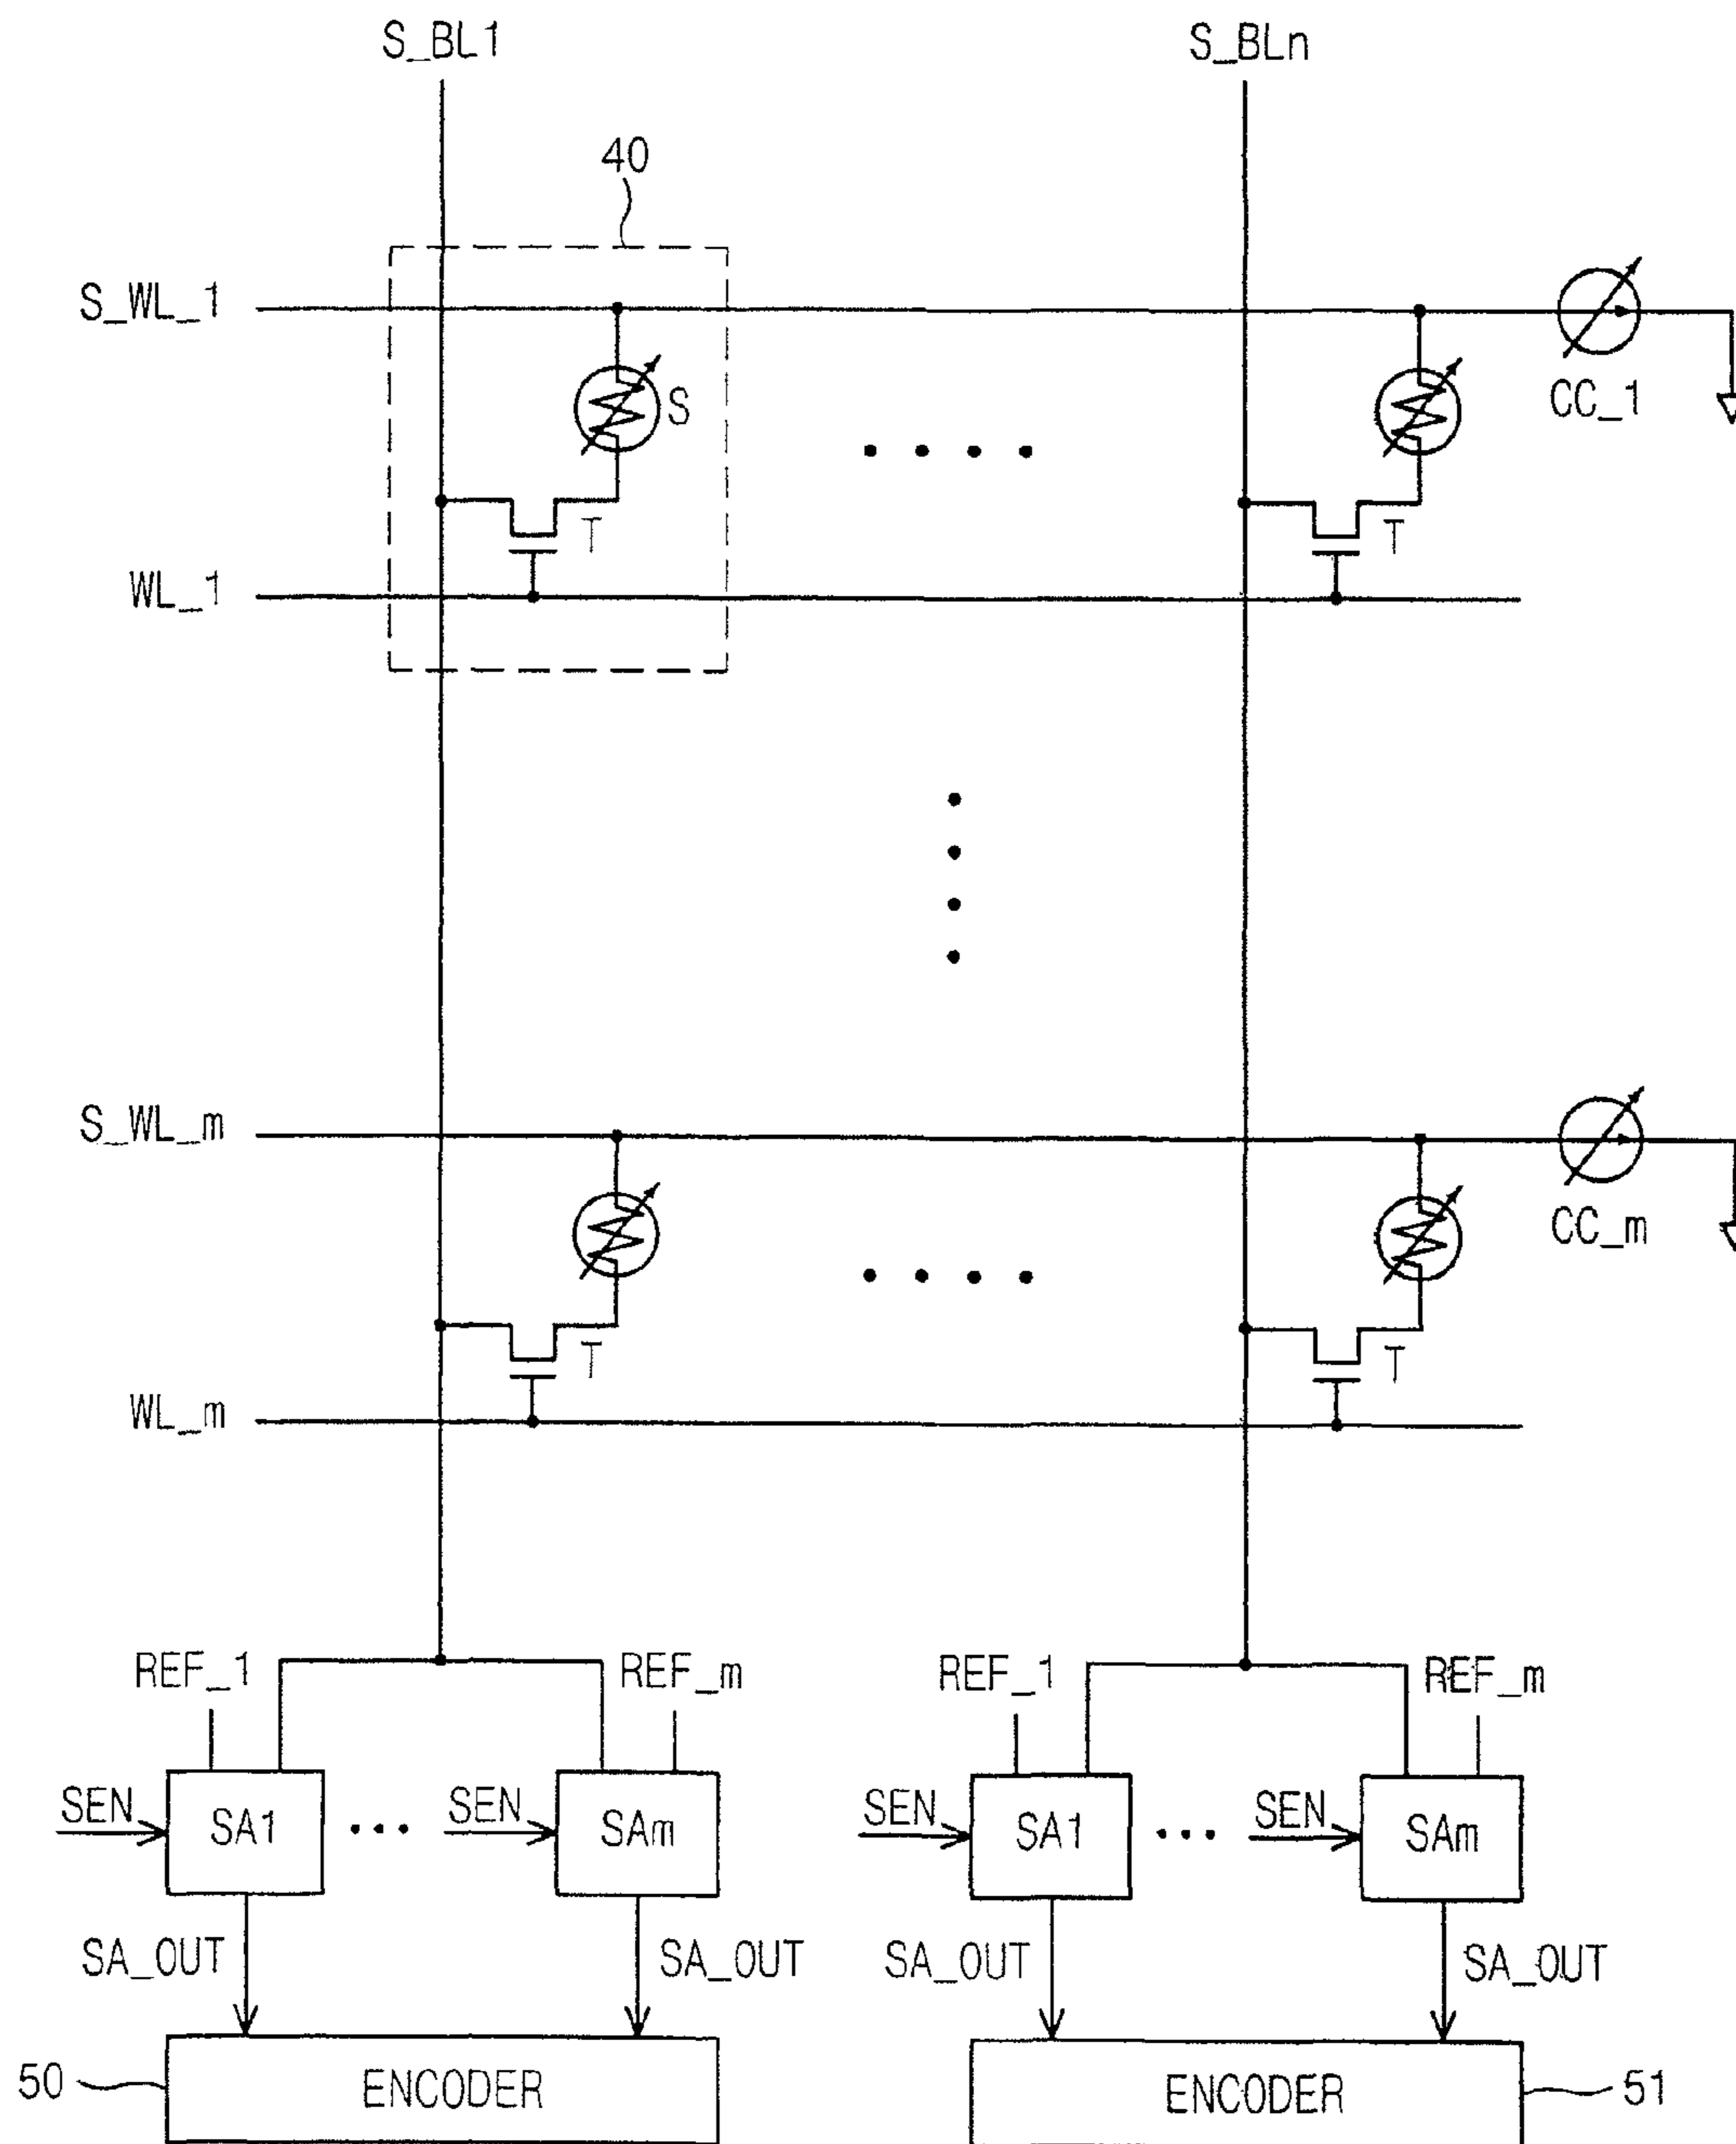 S_BL1 S_BLn
40
S_WL_1
S
CC_1
T T
WL_1
S_WL_m
CC_m
T T
WL_m
REF_1 REF_m REF_1 REF_m
SEN SA1 SEN SAm SEN SA1 SEN SAm
SA_OUT SA_OUT SA_OUT SA_OUT
50 ENCODER ENCODER 51